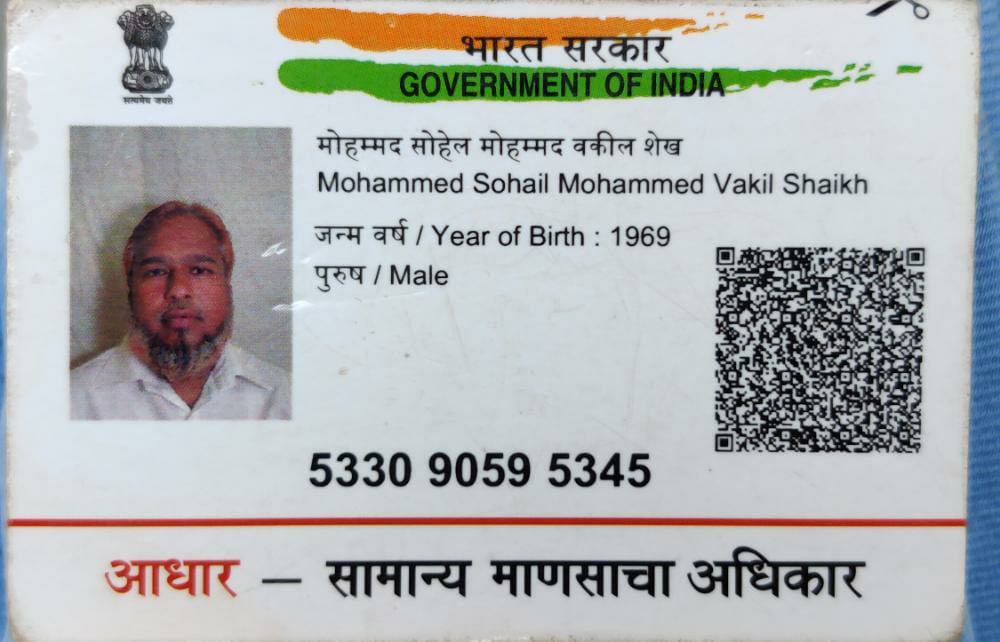 भारत सरकार
GOVERNMENT OF INDIA
सत्यमेव जयते
मोहम्मद सोहेल मोहम्मद वकील शेख
Mohammed Sohail Mohammed Vakil Shaikh
जन्म वर्ष / Year of Birth : 1969
पुरुष / Male
5330 9059 5345
आधार — सामान्य माणसाचा अधिकार